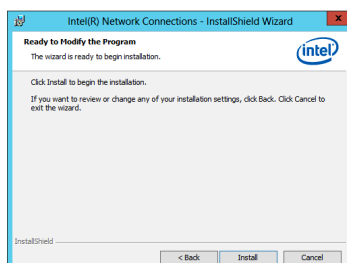 Intel(R) Network Connections - InstallShield Wizard
x
Ready to Modify the Program
The wizard is ready to begin installation.
intel
Click Install to begin the installation.
If you want to review or change any of your installation settings, click Back. Click Cancel to
exit the wizard.
InstallShield
< Back Install Cancel